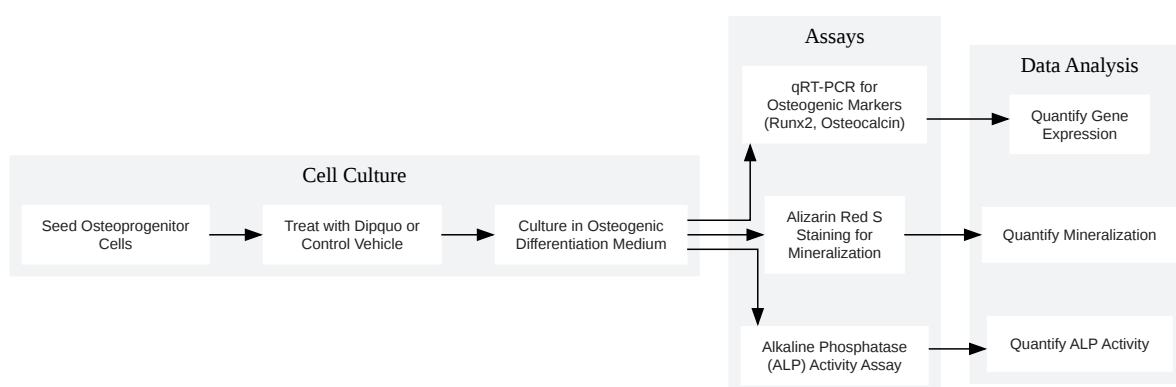 Cell Culture
Seed Osteoprogenitor
Cells
Treat with Dipquo or
Control Vehicle
Culture in Osteogenic
Differentiation Medium
Assays
qRT-PCR for
Osteogenic Markers
(Runx2, Osteocalcin)
Alizarin Red S
Staining for
Mineralization
Alkaline Phosphatase
(ALP) Activity Assay
Data Analysis
Quantify Gene
Expression
Quantify Mineralization
Quantify ALP Activity